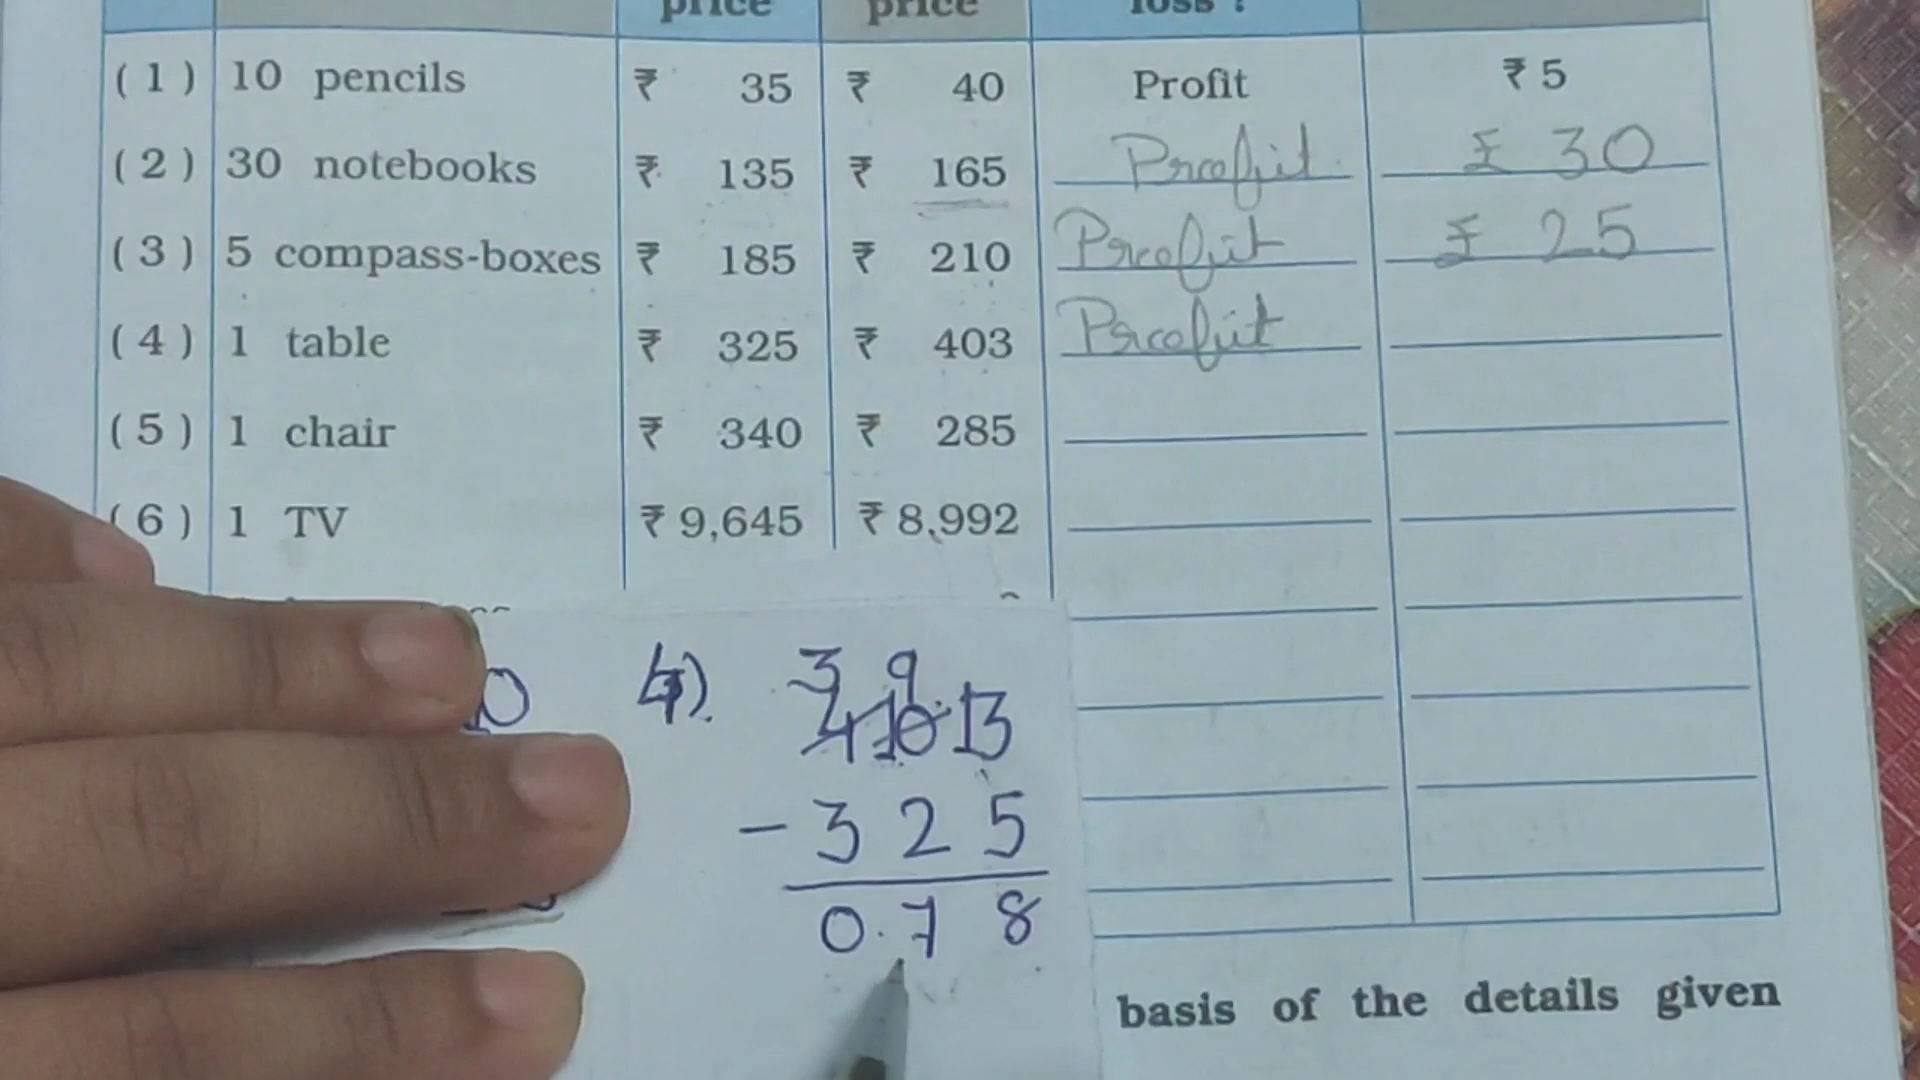 price price loss ?
( 1 ) 10 pencils ₹ 35 ₹ 40 Profit ₹ 5
( 2 ) 30 notebooks ₹ 135 ₹ 165 Profit ₹ 30
( 3 ) 5 compass-boxes ₹ 185 ₹ 210 Profit ₹ 25
( 4 ) 1 table ₹ 325 ₹ 403 Profit
( 5 ) 1 chair ₹ 340 ₹ 285
( 6 ) 1 TV ₹ 9,645 ₹ 8,992
3 9
4) 4 10 13
- 3 2 5
0 7 8
basis of the details given